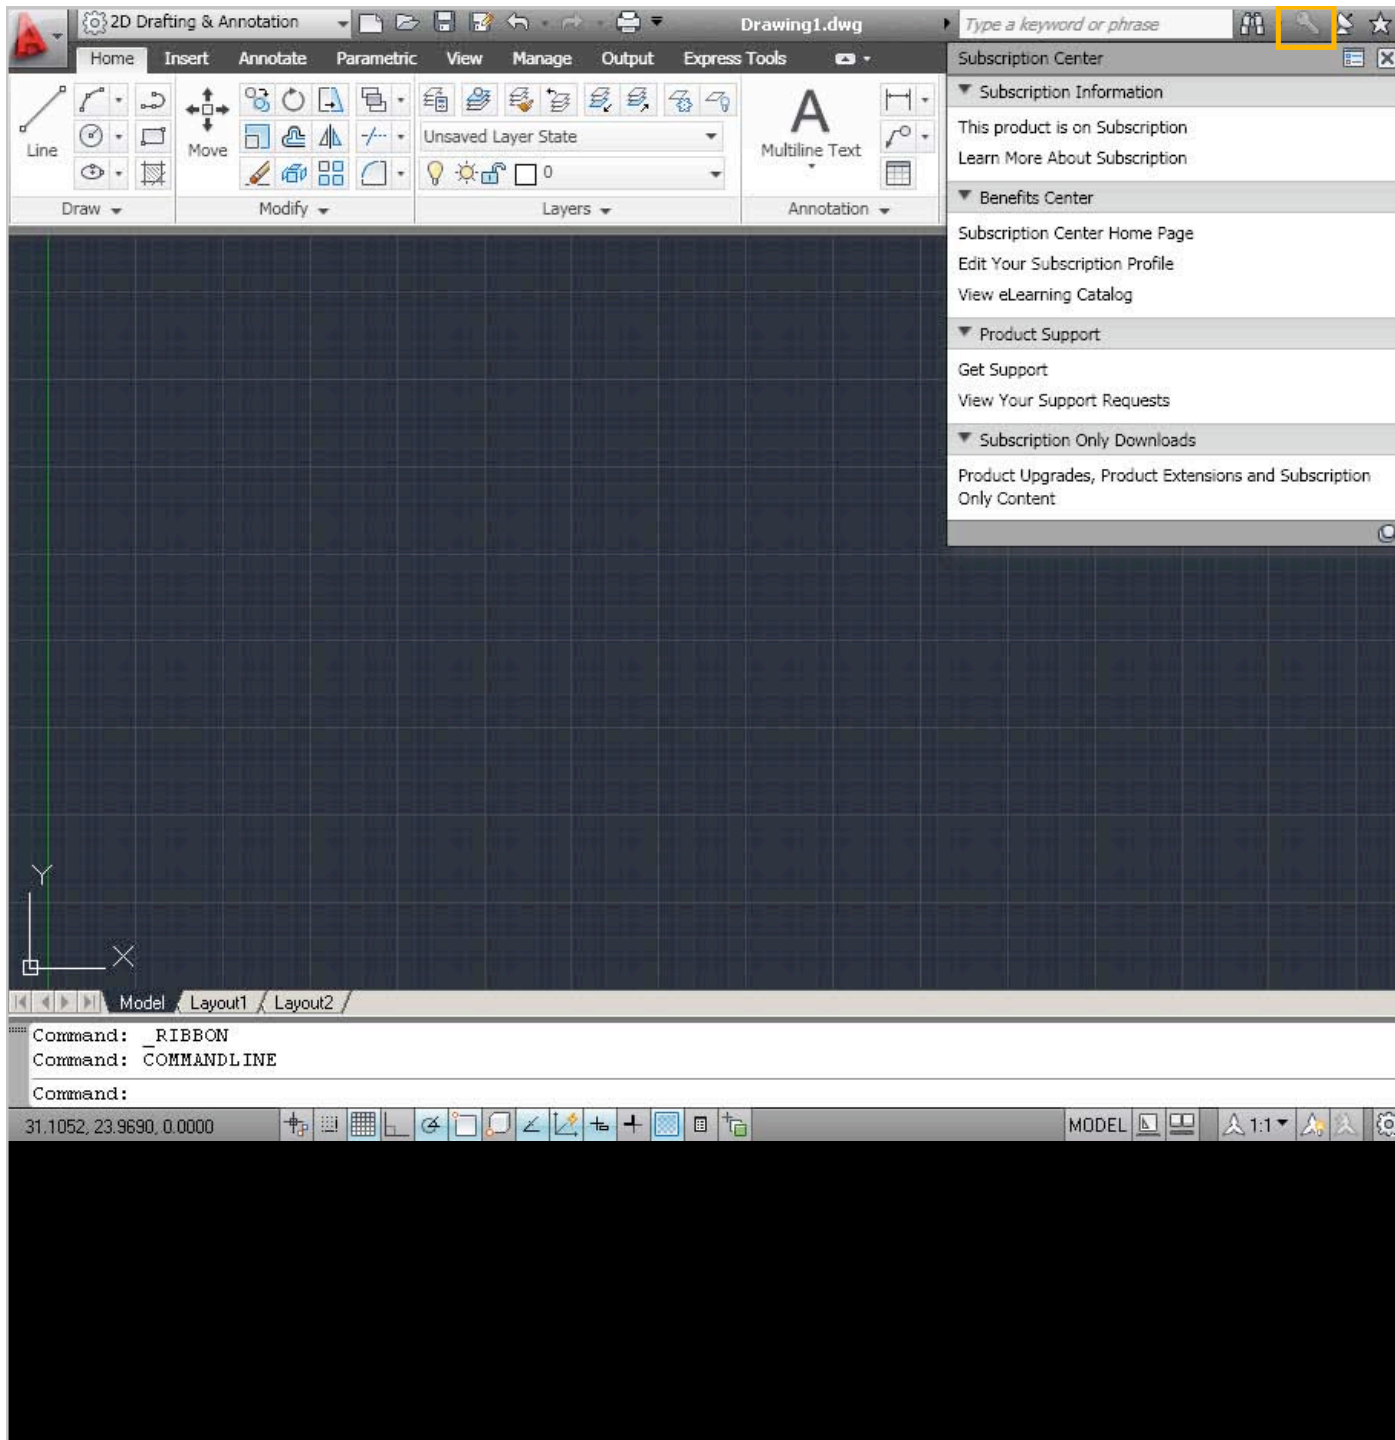 2D Drafting & Annotation
Drawing1.dwg
Type a keyword or phrase
Home Insert Annotate Parametric View Manage Output Express Tools
Line
Move
Unsaved Layer State
0
A
Multiline Text
Draw
Modify
Layers
Annotation
Subscription Center
Subscription Information
This product is on Subscription
Learn More About Subscription
Benefits Center
Subscription Center Home Page
Edit Your Subscription Profile
View eLearning Catalog
Product Support
Get Support
View Your Support Requests
Subscription Only Downloads
Product Upgrades, Product Extensions and Subscription
Only Content
Y
X
Model Layout1 Layout2
Command: _RIBBON
Command: COMMANDLINE
Command:
31.1052, 23.9690, 0.0000
MODEL
1:1